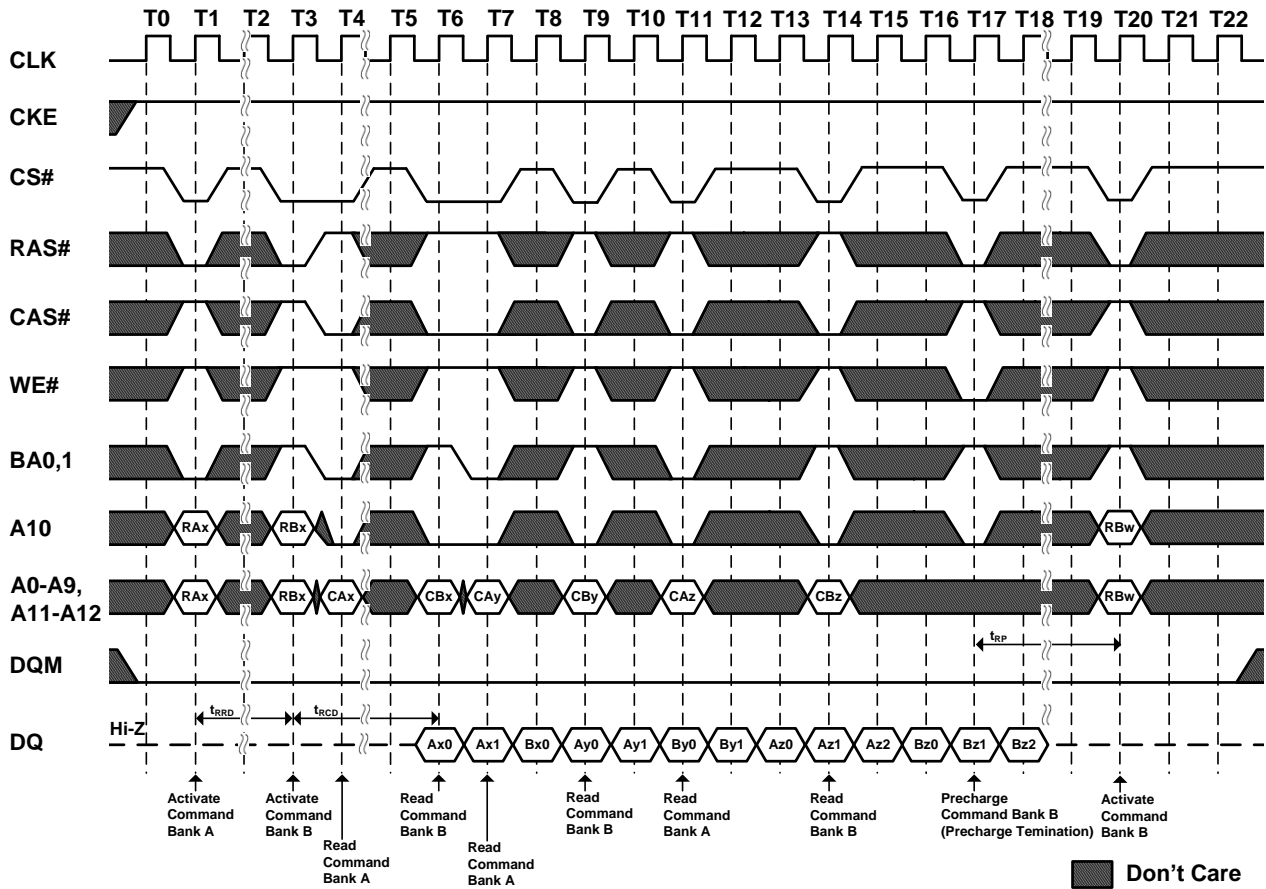 T0 T1 T2 T3 T4 T5 T6 T7 T8 T9 T10 T11 T12 T13 T14 T15 T16 T17 T18 T19 T20 T21 T22
CLK
CKE
CS#
RAS#
CAS#
WE#
BA0,1
A10
RAx RBx RBw
A0-A9,
A11-A12
RAx RBx CAx CBx CAy CBy CAz CBz RBw
tRP
DQM
tRRD tRCD
Hi-Z
DQ
Ax0 Ax1 Bx0 Ay0 Ay1 By0 By1 Az0 Az1 Az2 Bz0 Bz1 Bz2
Activate
Command
Bank A
Activate
Command
Bank B
Read
Command
Bank A
Read
Command
Bank B
Read
Command
Bank A
Read
Command
Bank B
Read
Command
Bank A
Read
Command
Bank B
Precharge
Command Bank B
(Precharge Temination)
Activate
Command
Bank B
Don't Care